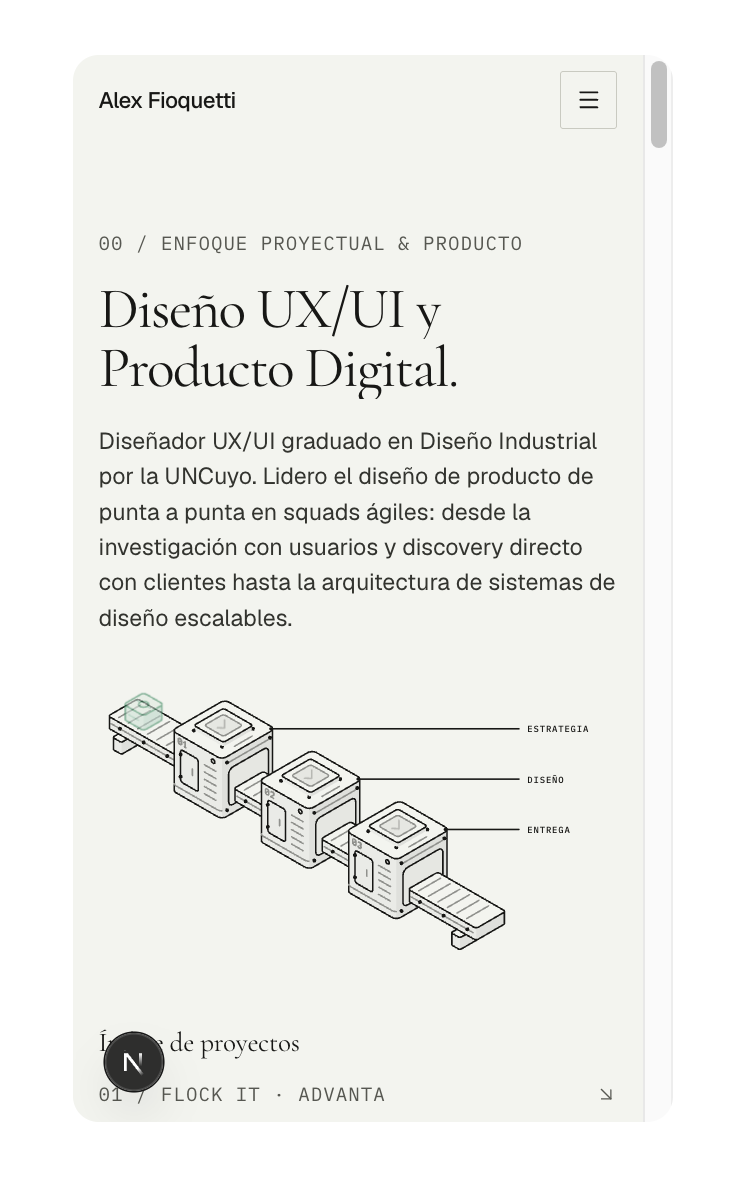 Alex Fioquetti
00 / ENFOQUE PROYECTUAL & PRODUCTO
Diseño UX/UI y
Producto Digital.
Diseñador UX/UI graduado en Diseño Industrial
por la UNCuyo. Lidero el diseño de producto de
punta a punta en squads ágiles: desde la
investigación con usuarios y discovery directo
con clientes hasta la arquitectura de sistemas de
diseño escalables.
01
ESTRATEGIA
02
DISEÑO
03
ENTREGA
de proyectos
N
01 / FLOCK IT · ADVANTA